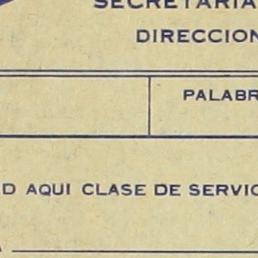 SECRETARIA
DIRECCION
PALABR
D AQUI CLASE DE SERVIC